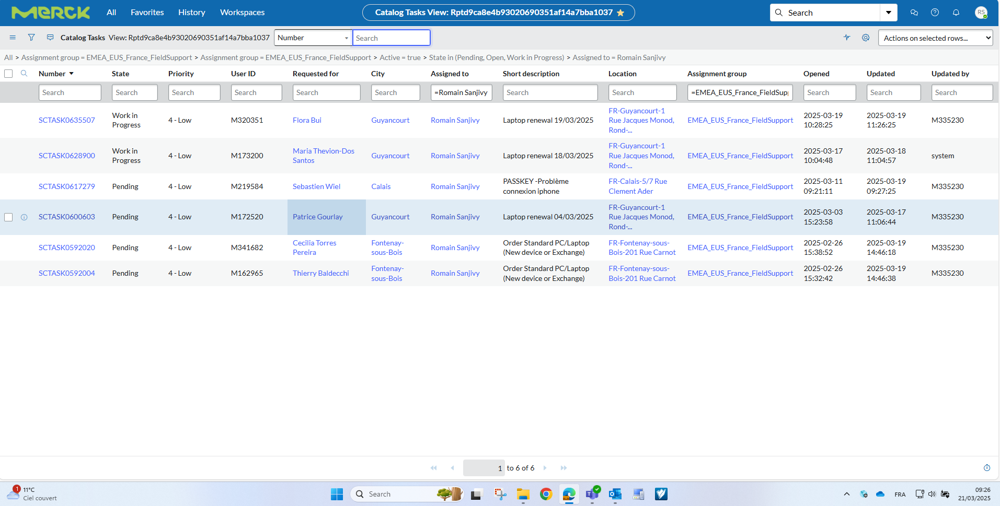 MERCK All Favorites History Workspaces Catalog Tasks View: Rptd9ca8e4b93020690351af14a7bba1037 Search RS
Catalog Tasks View: Rptd9ca8e4b93020690351af14a7bba1037 Number Search Actions on selected rows...
All > Assignment group = EMEA_EUS_France_FieldSupport > Assignment group = EMEA_EUS_France_FieldSupport > Active = true > State in (Pending, Open, Work in Progress) > Assigned to = Romain Sanjivy
Number State Priority User ID Requested for City Assigned to Short description Location Assignment group Opened Updated Updated by
Search Search Search Search Search Search =Romain Sanjivy Search Search =EMEA_EUS_France_FieldSup Search Search Search
SCTASK0635507 Work in Progress 4 - Low M320351 Flora Bui Guyancourt Romain Sanjivy Laptop renewal 19/03/2025 FR-Guyancourt-1 Rue Jacques Monod, Rond-... EMEA_EUS_France_FieldSupport 2025-03-19 10:28:25 2025-03-19 11:26:25 M335230
SCTASK0628900 Work in Progress 4 - Low M173200 Maria Thevion-Dos Santos Guyancourt Romain Sanjivy Laptop renewal 18/03/2025 FR-Guyancourt-1 Rue Jacques Monod, Rond-... EMEA_EUS_France_FieldSupport 2025-03-17 10:04:48 2025-03-18 11:04:57 system
SCTASK0617279 Pending 4 - Low M219584 Sebastien Wiel Calais Romain Sanjivy PASSKEY -Problème connexion iphone FR-Calais-5/7 Rue Clement Ader EMEA_EUS_France_FieldSupport 2025-03-11 09:21:11 2025-03-19 09:27:25 M335230
SCTASK0600603 Pending 4 - Low M172520 Patrice Gourlay Guyancourt Romain Sanjivy Laptop renewal 04/03/2025 FR-Guyancourt-1 Rue Jacques Monod, Rond-... EMEA_EUS_France_FieldSupport 2025-03-03 15:23:58 2025-03-17 11:06:44 M335230
SCTASK0592020 Pending 4 - Low M341682 Cecilia Torres Pereira Fontenay-sous-Bois Romain Sanjivy Order Standard PC/Laptop (New device or Exchange) FR-Fontenay-sous-Bois-201 Rue Carnot EMEA_EUS_France_FieldSupport 2025-02-26 15:38:52 2025-03-19 14:46:18 M335230
SCTASK0592004 Pending 4 - Low M162965 Thierry Baldecchi Fontenay-sous-Bois Romain Sanjivy Order Standard PC/Laptop (New device or Exchange) FR-Fontenay-sous-Bois-201 Rue Carnot EMEA_EUS_France_FieldSupport 2025-02-26 15:32:42 2025-03-19 14:46:38 M335230
1 to 6 of 6
1 11°C Search FRA 09:26
Ciel couvert 21/03/2025